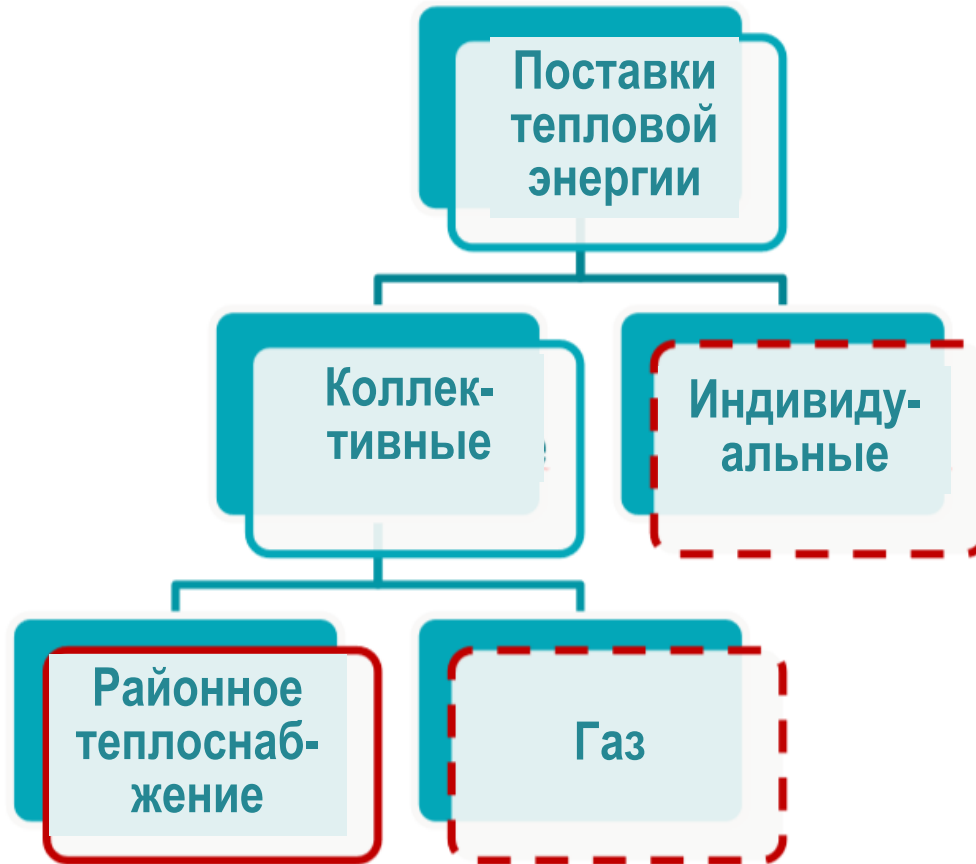 Поставки
тепловой
энергии
Коллек-
тивные
Индивиду-
альные
Районное
теплоснаб-
жение
Газ